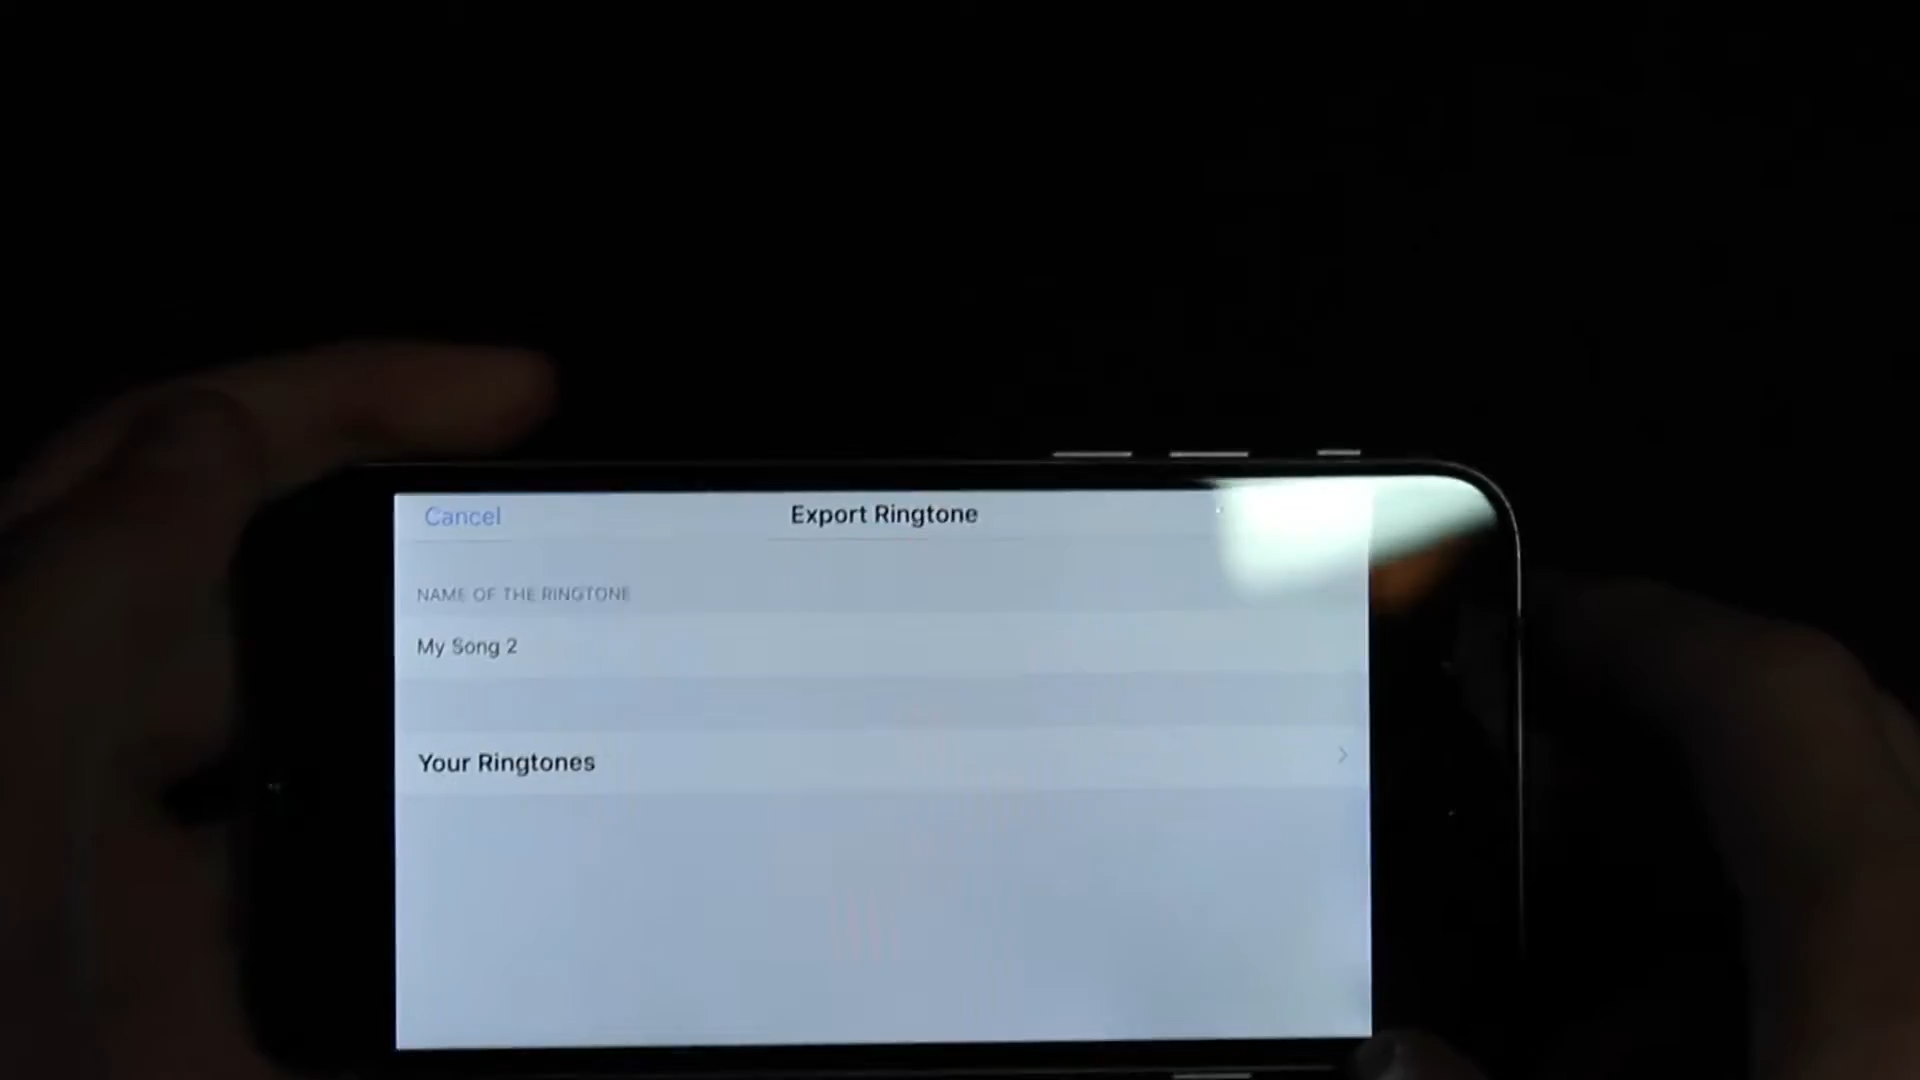 Cancel
Export Ringtone
NAME OF THE RINGTONE
My Song 2
Your Ringtones